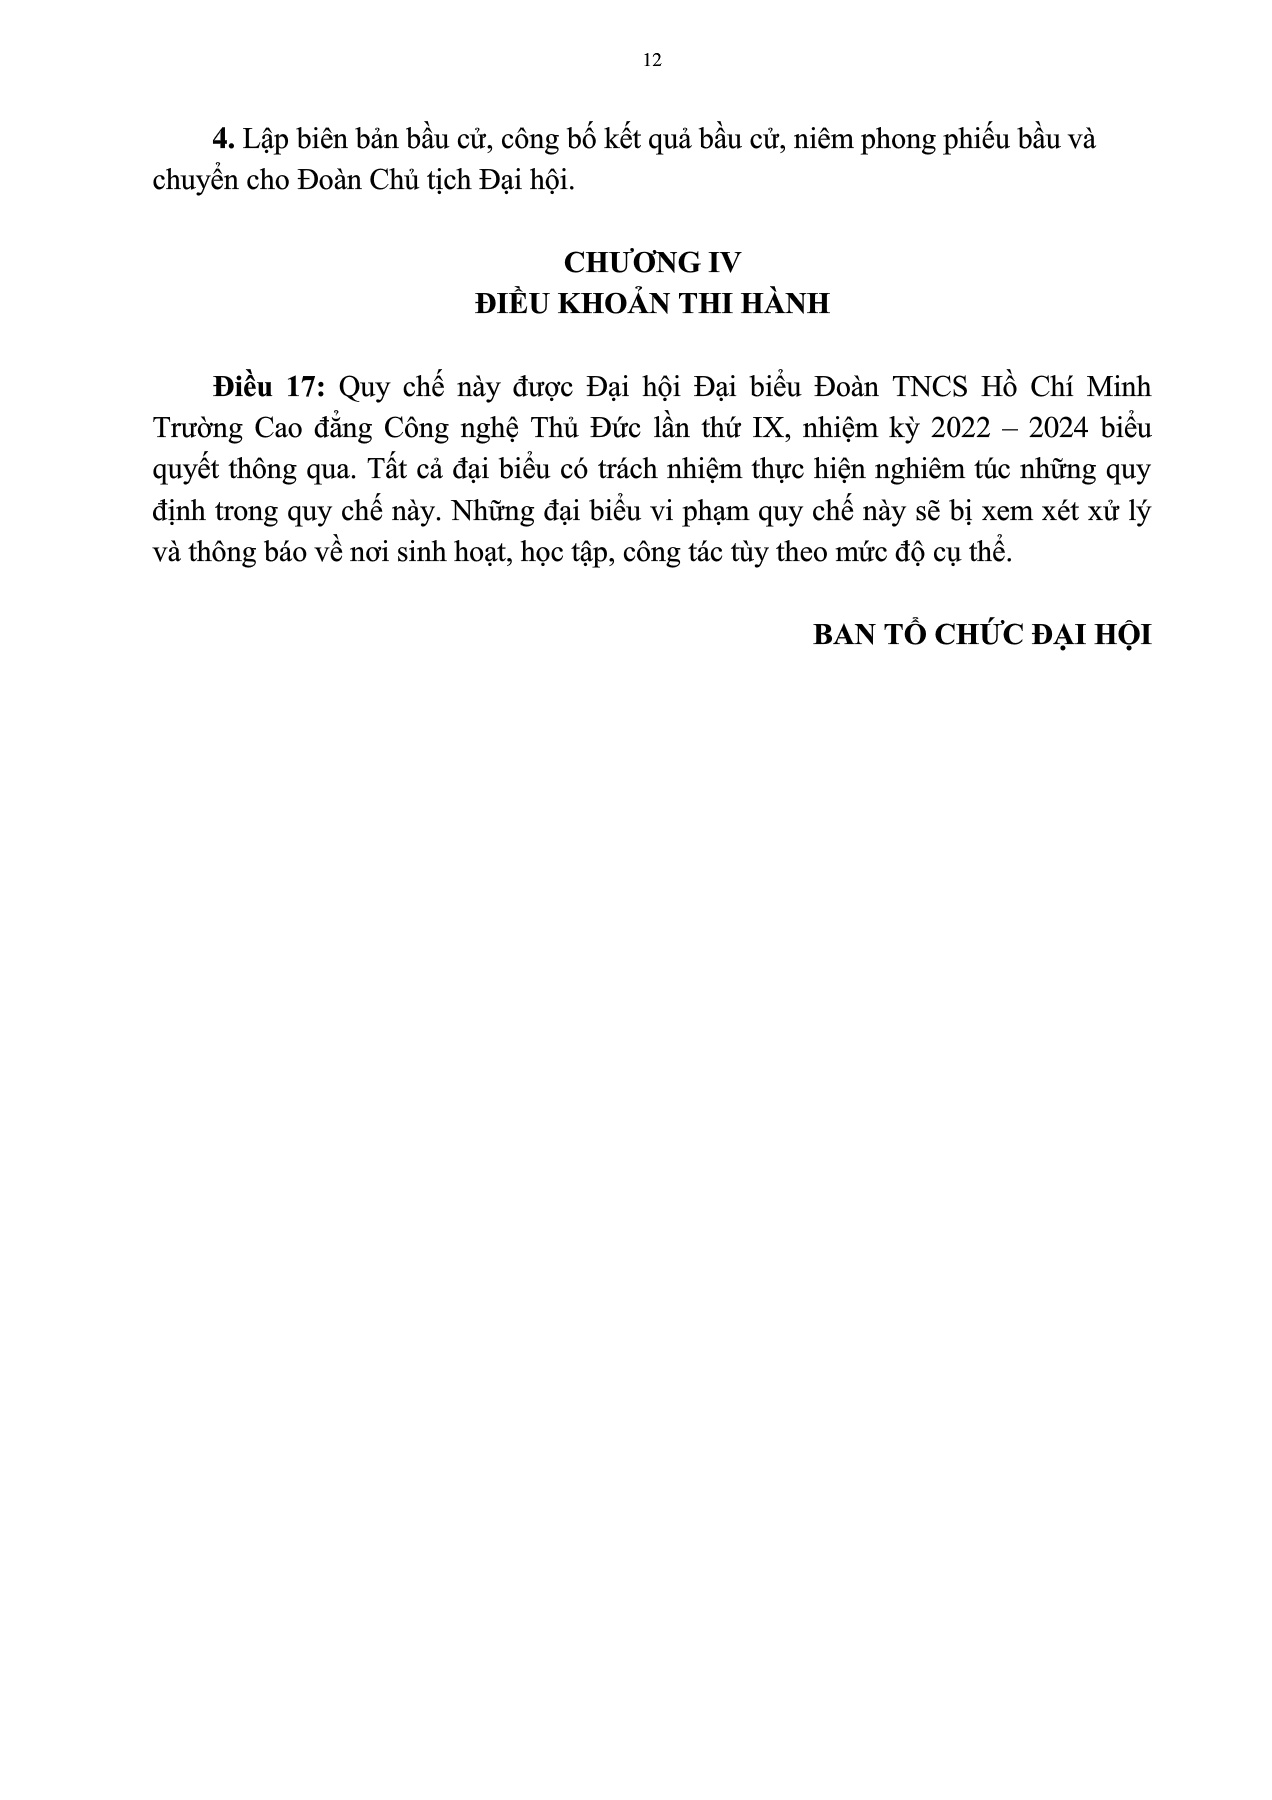 12
4. Lập biên bản bầu cử, công bố kết quả bầu cử, niêm phong phiếu bầu và
chuyển cho Đoàn Chủ tịch Đại hội.
CHƯƠNG IV
ĐIỀU KHOẢN THI HÀNH
Điều 17: Quy chế này được Đại hội Đại biểu Đoàn TNCS Hồ Chí Minh
Trường Cao đẳng Công nghệ Thủ Đức lần thứ IX, nhiệm kỳ 2022 – 2024 biểu
quyết thông qua. Tất cả đại biểu có trách nhiệm thực hiện nghiêm túc những quy
định trong quy chế này. Những đại biểu vi phạm quy chế này sẽ bị xem xét xử lý
và thông báo về nơi sinh hoạt, học tập, công tác tùy theo mức độ cụ thể.
BAN TỔ CHỨC ĐẠI HỘI